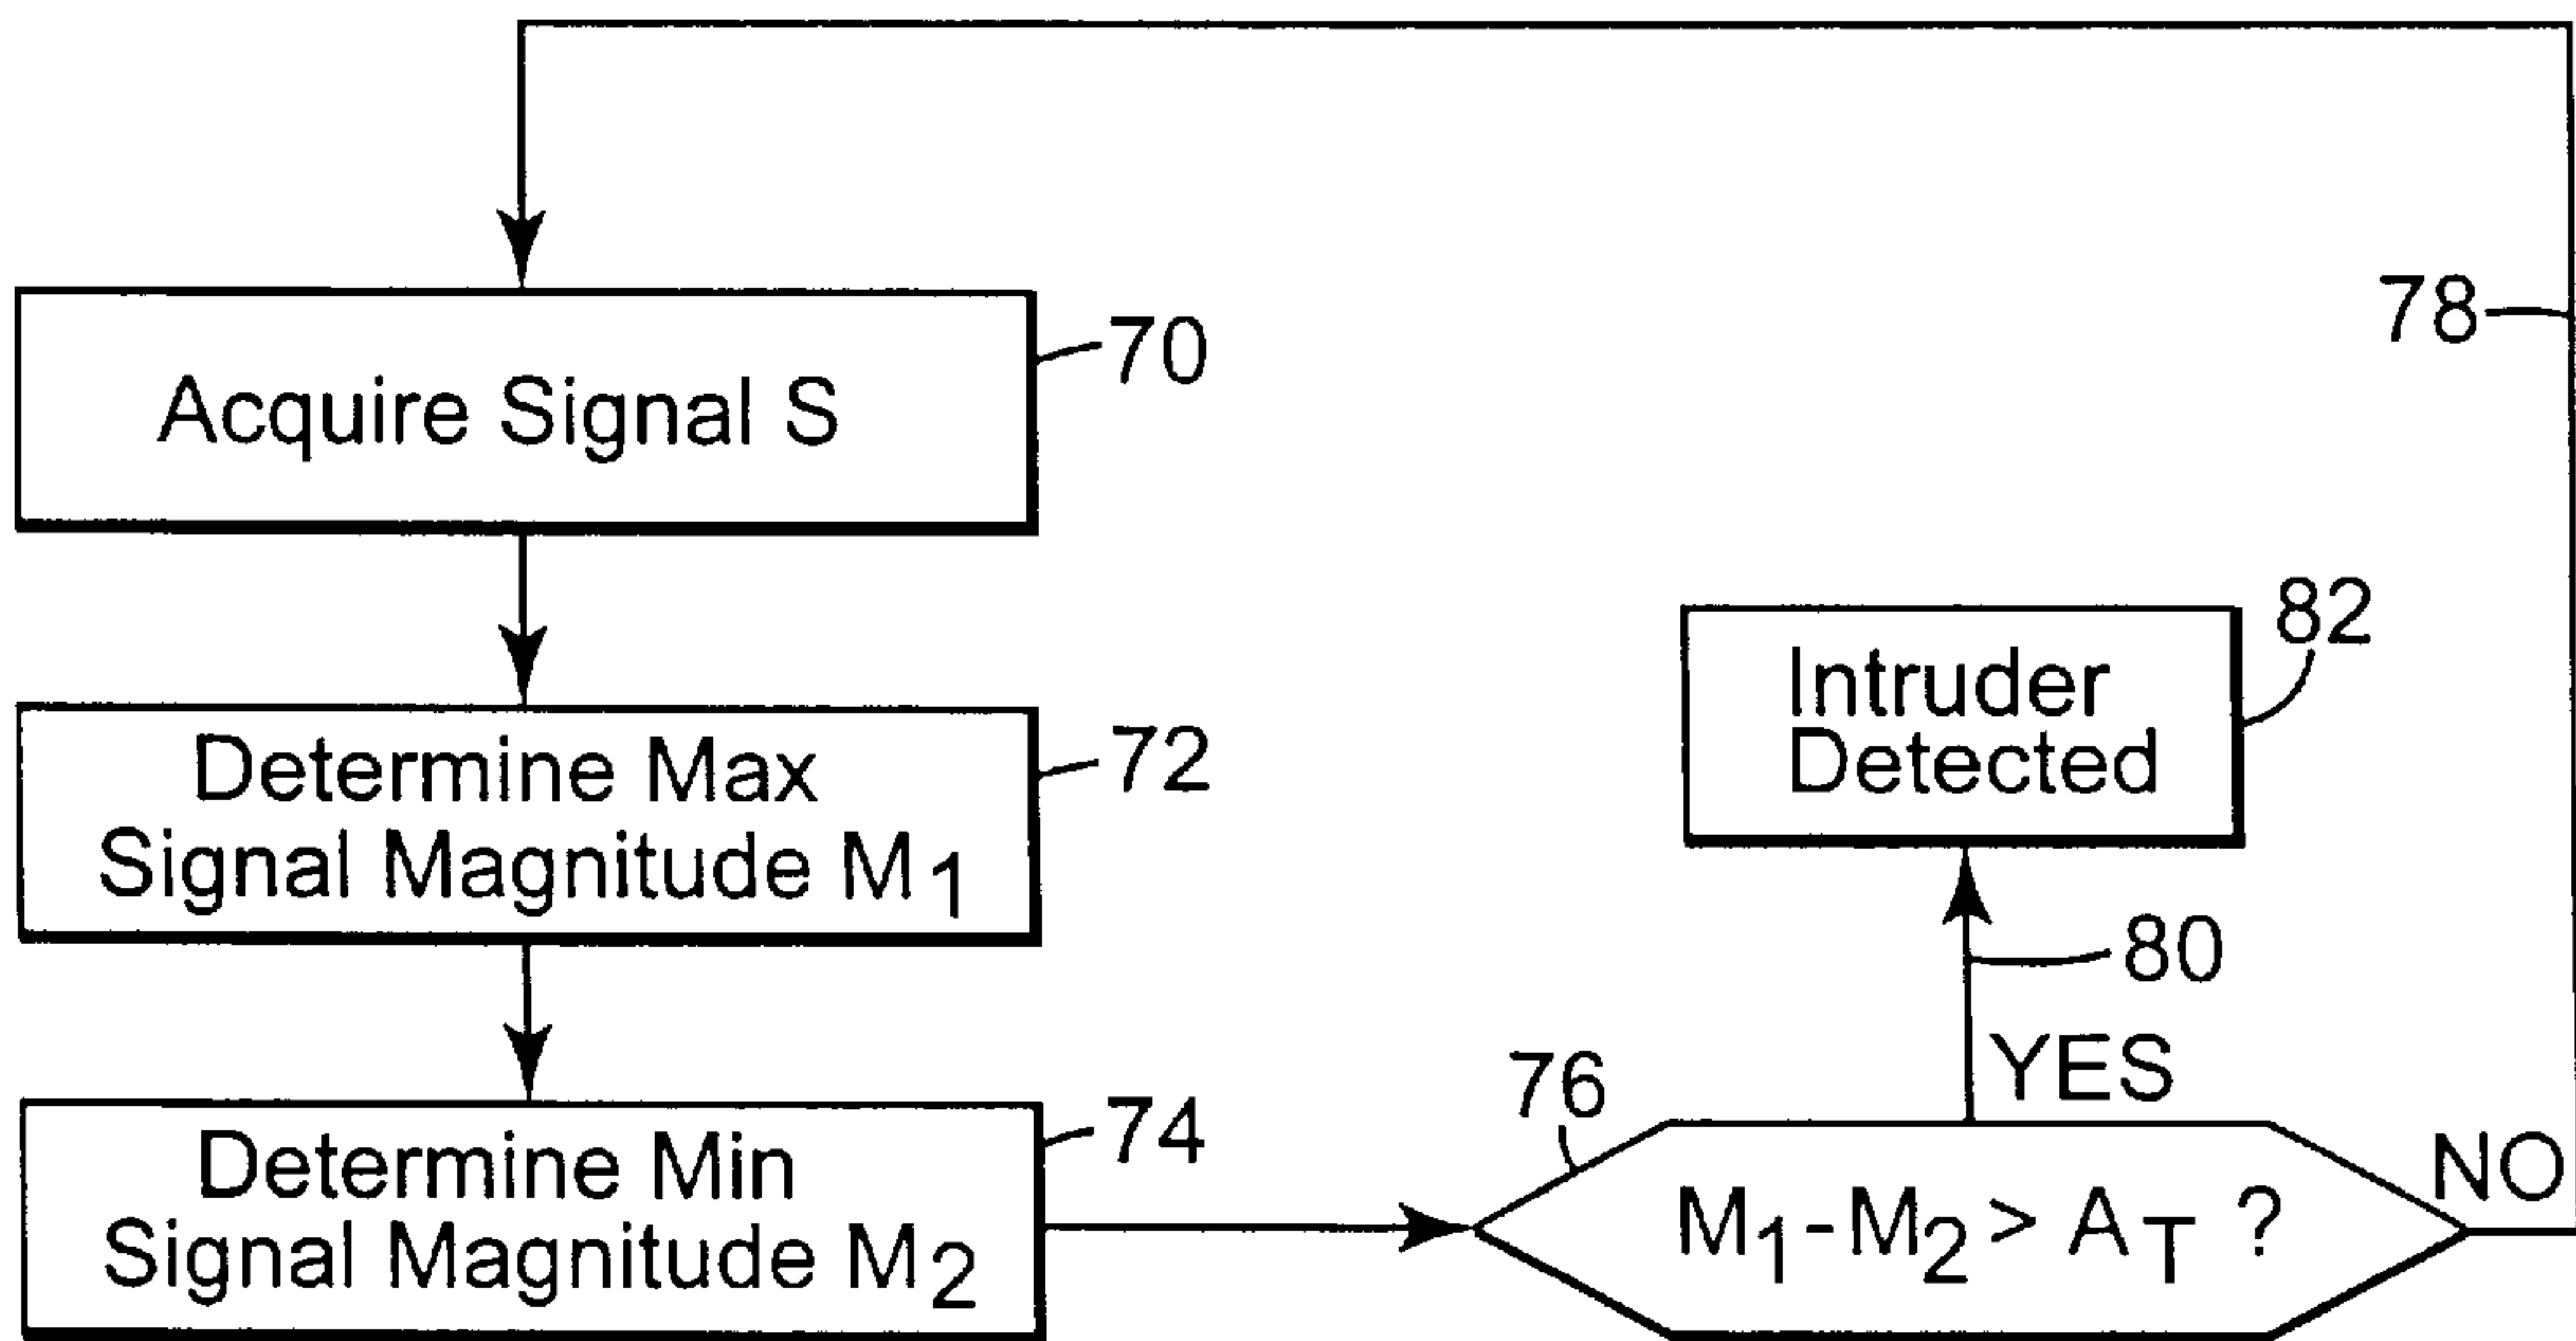 Acquire Signal S
70
Determine Max
Signal Magnitude M₁
72
Determine Min
Signal Magnitude M₂
74
76
M₁-M₂ > A_T ?
YES
80
Intruder
Detected
82
NO
78